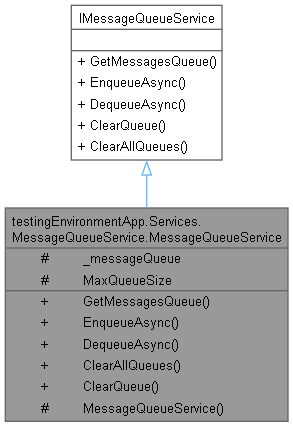 IMessageQueueService
+ GetMessagesQueue()
+ EnqueueAsync()
+ DequeueAsync()
+ ClearQueue()
+ ClearAllQueues()
testingEnvironmentApp.Services.
MessageQueueService.MessageQueueService
# _messageQueue
# MaxQueueSize
+ GetMessagesQueue()
+ EnqueueAsync()
+ DequeueAsync()
+ ClearAllQueues()
+ ClearQueue()
# MessageQueueService()